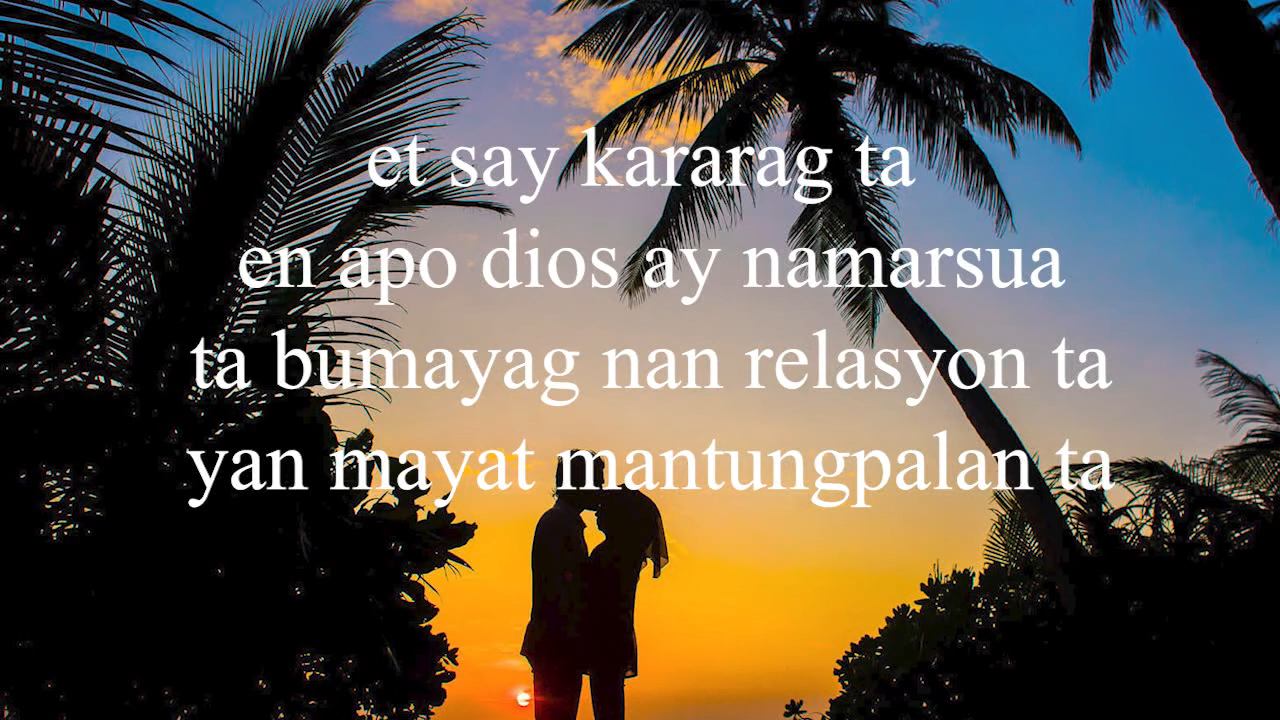 et say kararag ta
en apo dios ay namarsua
ta bumayag nan relasyon ta
yan mayat mantungpalan ta